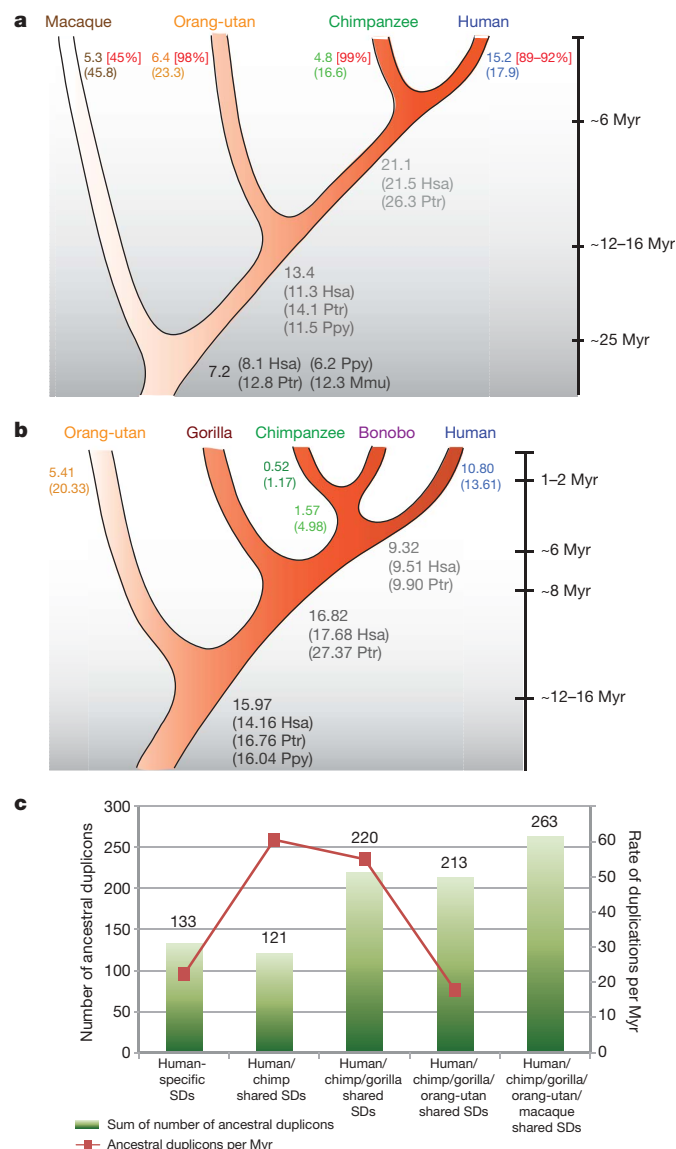 a
Macaque Orang-utan Chimpanzee Human
5.3 [45%] 6.4 [98%] 4.8 [99%] 15.2 [89–92%]
(45.8) (23.3) (16.6) (17.9)
~6 Myr
21.1
(21.5 Hsa)
(26.3 Ptr)
~12–16 Myr
13.4
(11.3 Hsa)
(14.1 Ptr)
(11.5 Ppy)
~25 Myr
7.2 (8.1 Hsa) (6.2 Ppy)
(12.8 Ptr) (12.3 Mmu)
b
Orang-utan Gorilla Chimpanzee Bonobo Human
5.41 0.52 10.80
(20.33) (1.17) (13.61)
1–2 Myr
1.57
(4.98)
9.32
(9.51 Hsa)
(9.90 Ptr)
~6 Myr
~8 Myr
16.82
(17.68 Hsa)
(27.37 Ptr)
~12–16 Myr
15.97
(14.16 Hsa)
(16.76 Ptr)
(16.04 Ppy)
c
Number of ancestral duplicons
300
250
200
150
100
50
0
133
121
220
213
263
70
60
50
40
30
20
10
0
Rate of duplications per Myr
Human-
specific
SDs
Human/
chimp
shared SDs
Human/
chimp/gorilla
shared
SDs
Human/
chimp/gorilla/
orang-utan
shared SDs
Human/
chimp/gorilla/
orang-utan/
macaque
shared SDs
Sum of number of ancestral duplicons
Ancestral duplicons per Myr